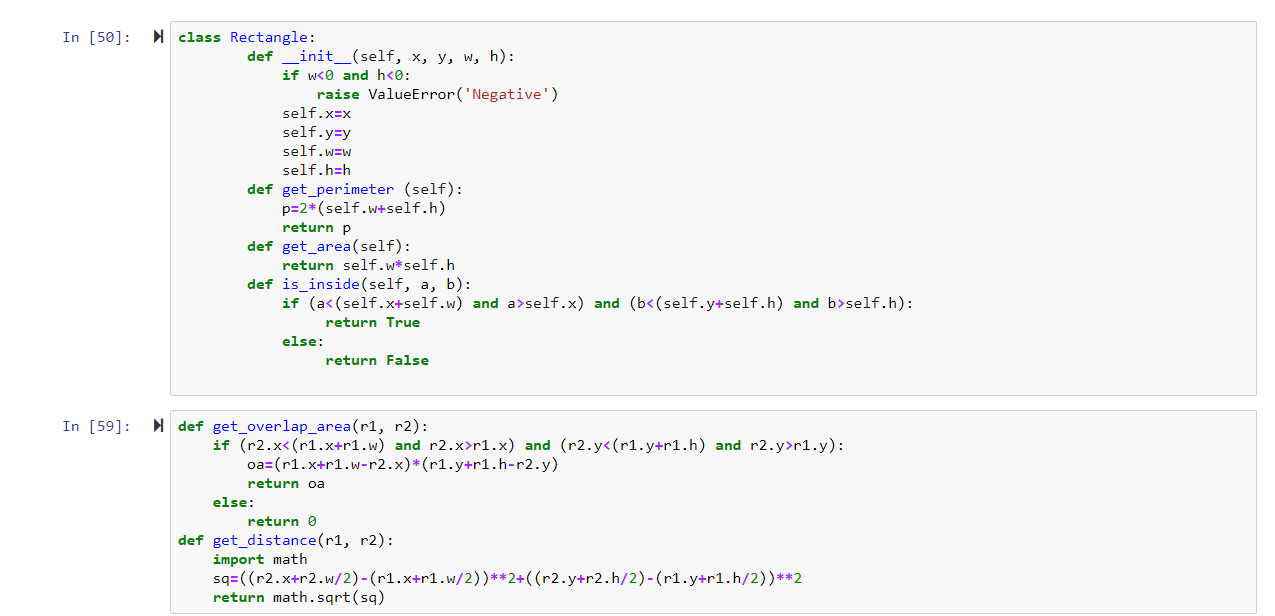 In [50]:
class Rectangle:
        def __init__(self, x, y, w, h):
            if w<0 and h<0:
                raise ValueError('Negative')
            self.x=x
            self.y=y
            self.w=w
            self.h=h
        def get_perimeter (self):
            p=2*(self.w+self.h)
            return p
        def get_area(self):
            return self.w*self.h
        def is_inside(self, a, b):
            if (a<(self.x+self.w) and a>self.x) and (b<(self.y+self.h) and b>self.h):
                 return True
            else:
                 return False
In [59]:
def get_overlap_area(r1, r2):
    if (r2.x<(r1.x+r1.w) and r2.x>r1.x) and (r2.y<(r1.y+r1.h) and r2.y>r1.y):
        oa=(r1.x+r1.w-r2.x)*(r1.y+r1.h-r2.y)
        return oa
    else:
        return 0
def get_distance(r1, r2):
    import math
    sq=((r2.x+r2.w/2)-(r1.x+r1.w/2))**2+((r2.y+r2.h/2)-(r1.y+r1.h/2))**2
    return math.sqrt(sq)